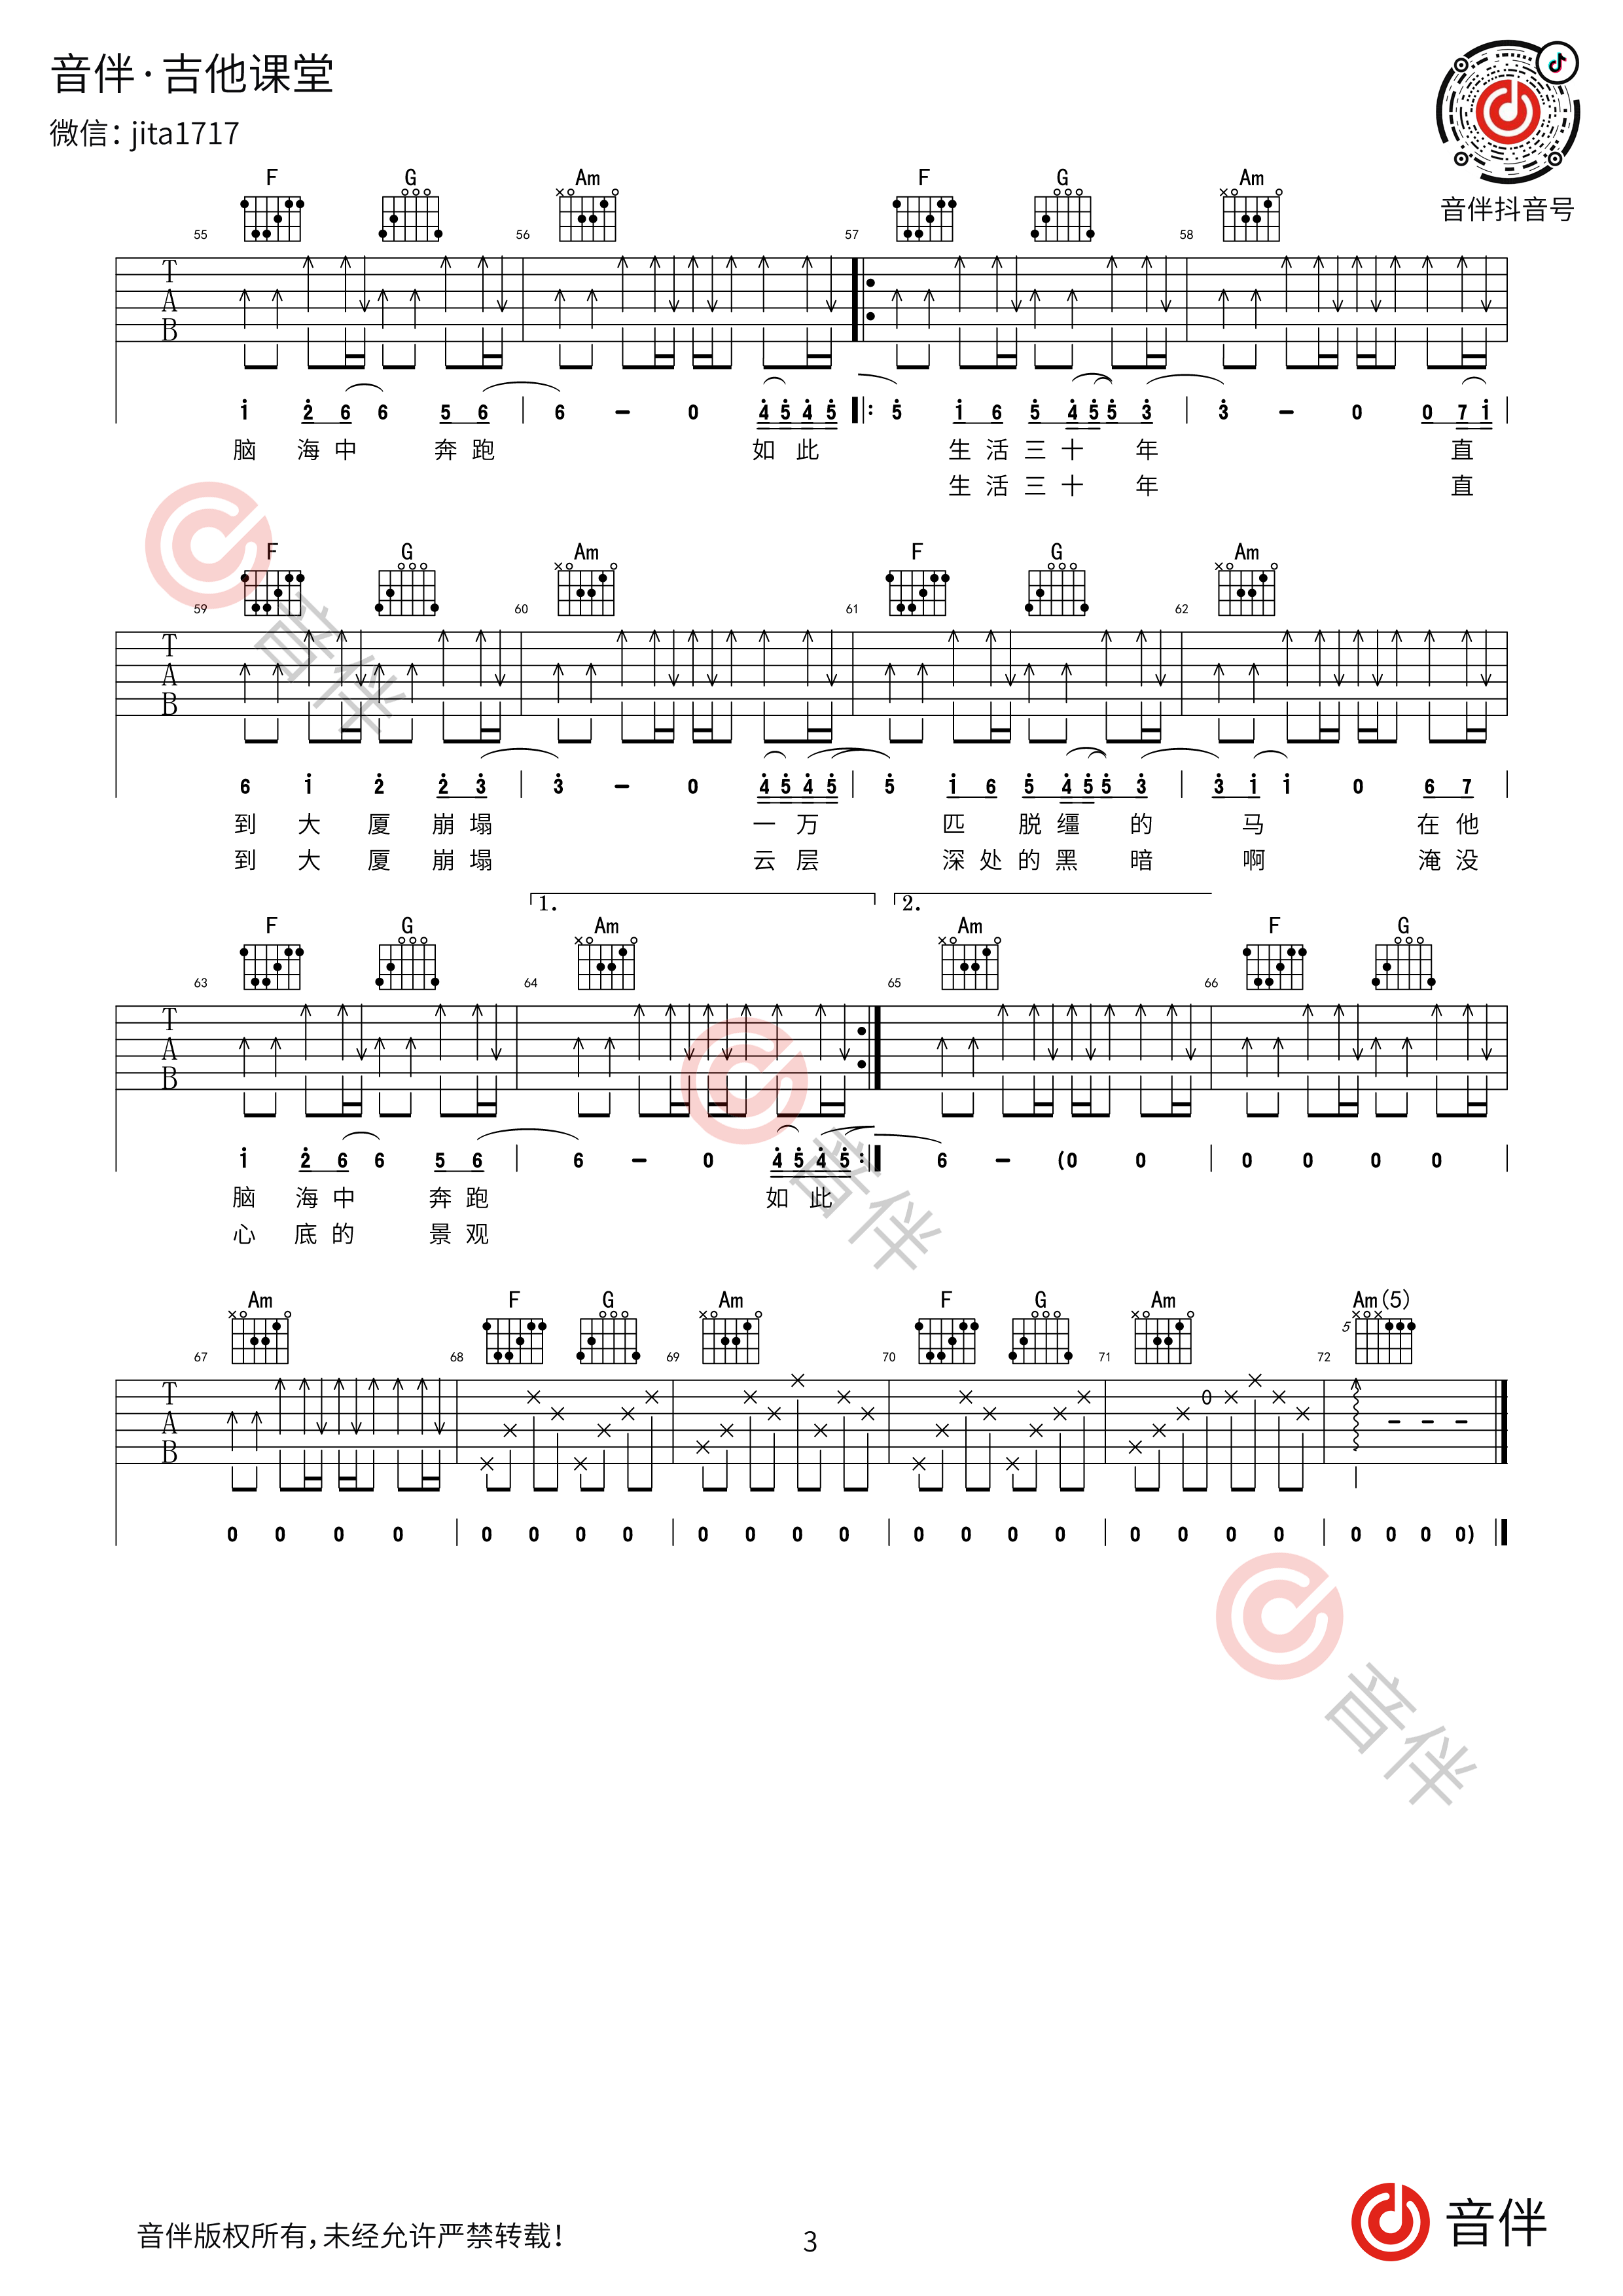 音伴·吉他课堂
微信：jita1717
音伴抖音号
F G Am F G Am
55 56 57 58
T
A
B
1 2 6 6 5 6 6 - 0 4 5 4 5 5 1 6 5 4 5 5 3 3 - 0 0 7 1
脑 海 中 奔 跑 如 此 生 活 三 十 年 直
生 活 三 十 年 直
F G Am F G Am
59 60 61 62
T
A
B
6 1 2 2 3 3 - 0 4 5 4 5 5 1 6 5 4 5 5 3 3 1 1 0 6 7
到 大 厦 崩 塌 一 万 匹 脱 缰 的 马 在 他
到 大 厦 崩 塌 云 层 深 处 的 黑 暗 啊 淹 没
1. 2.
F G Am Am F G
63 64 65 66
T
A
B
1 2 6 6 5 6 6 - 0 4 5 4 5 6 - (0 0 0 0 0 0
脑 海 中 奔 跑 如 此
心 底 的 景 观
Am F G Am F G Am Am(5)
5
67 68 69 70 71 72
T
A
B
0
0 0 0 0 0 0 0 0 0 0 0 0 0 0 0 0 0 0 0 0 0 0 0 0)
音伴
音伴
音伴
音伴版权所有，未经允许严禁转载！
3
音伴